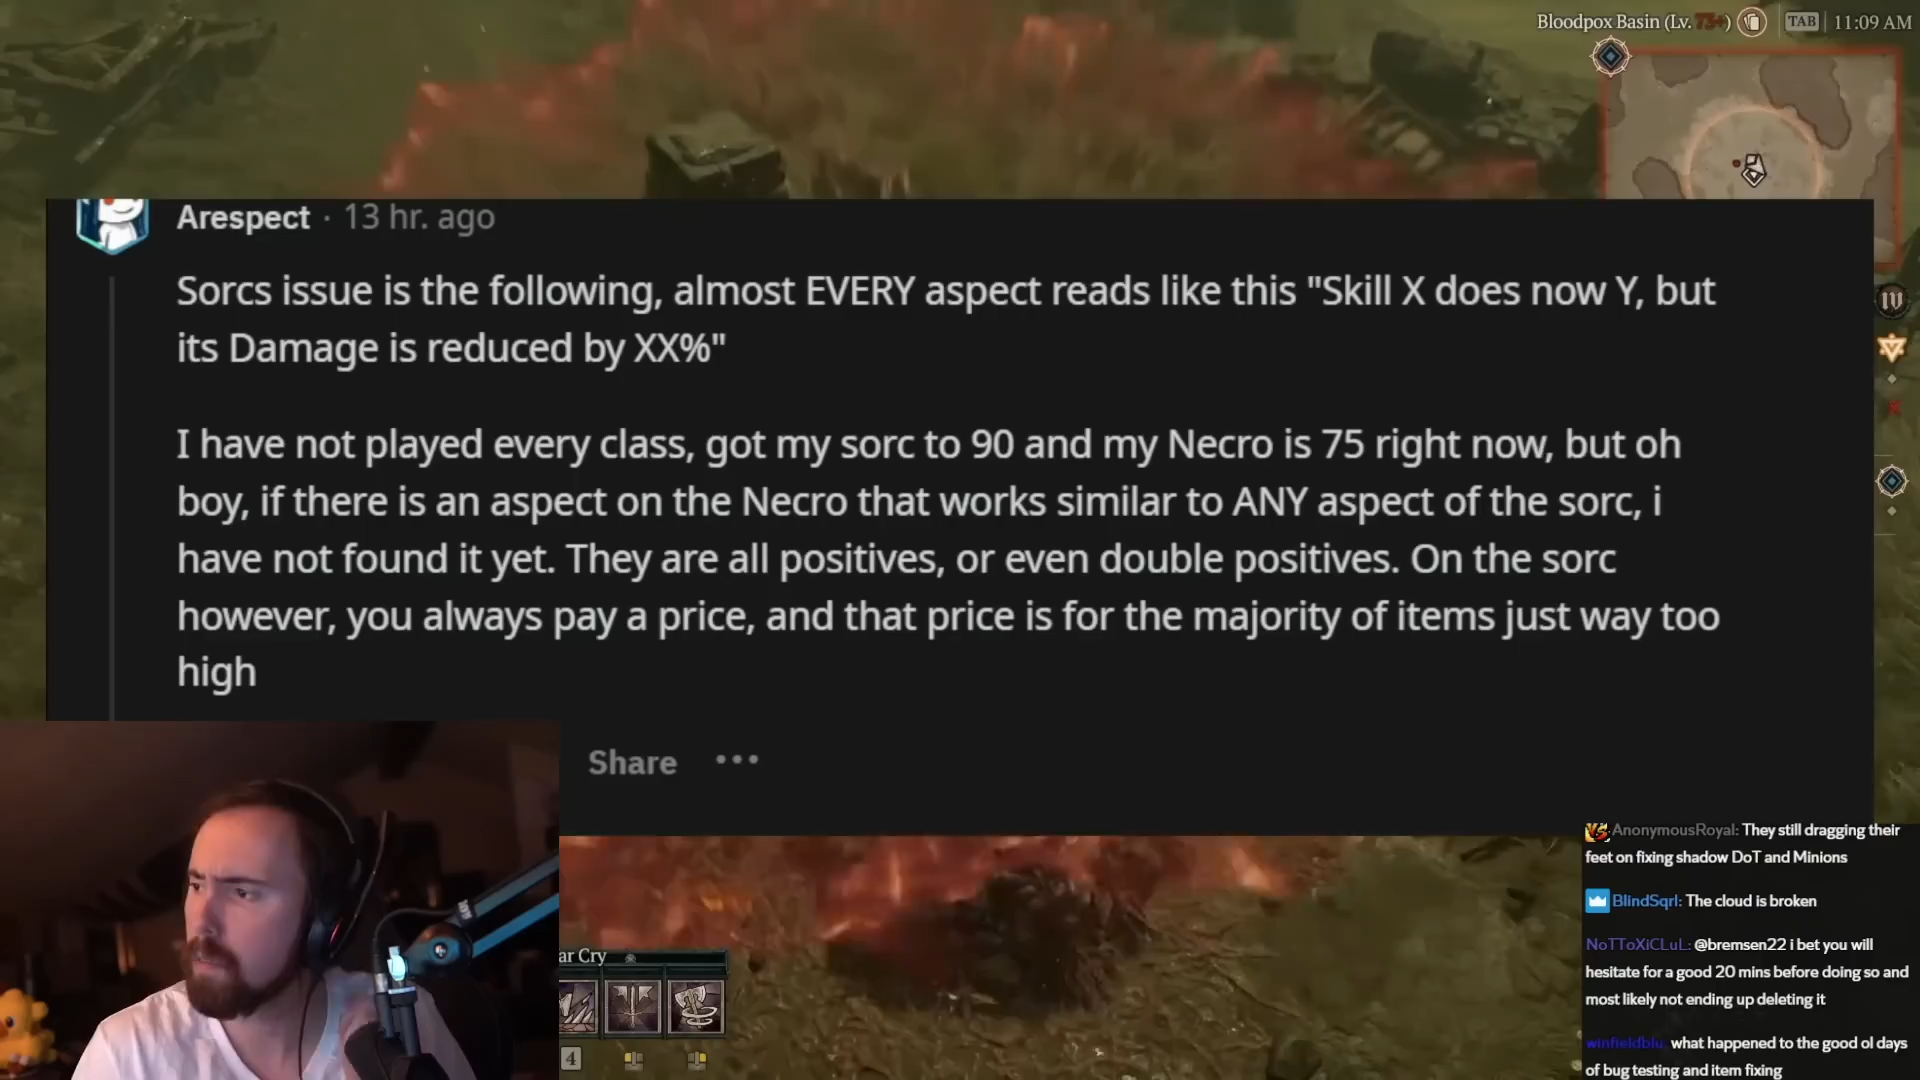 Bloodpox Basin (Lv. 75+) TAB 11:09 AM
Arespect · 13 hr. ago
Sorcs issue is the following, almost EVERY aspect reads like this "Skill X does now Y, but
its Damage is reduced by XX%"
I have not played every class, got my sorc to 90 and my Necro is 75 right now, but oh
boy, if there is an aspect on the Necro that works similar to ANY aspect of the sorc, i
have not found it yet. They are all positives, or even double positives. On the sorc
however, you always pay a price, and that price is for the majority of items just way too
high
Share
AnonymousRoyal: They still dragging their
feet on fixing shadow DoT and Minions
BlindSqrl: The cloud is broken
NoTToXiCLuL: @bremsen22 i bet you will
hesitate for a good 20 mins before doing so and
most likely not ending up deleting it
winfieldblu: what happened to the good ol days
of bug testing and item fixing
ar Cry
4
IV